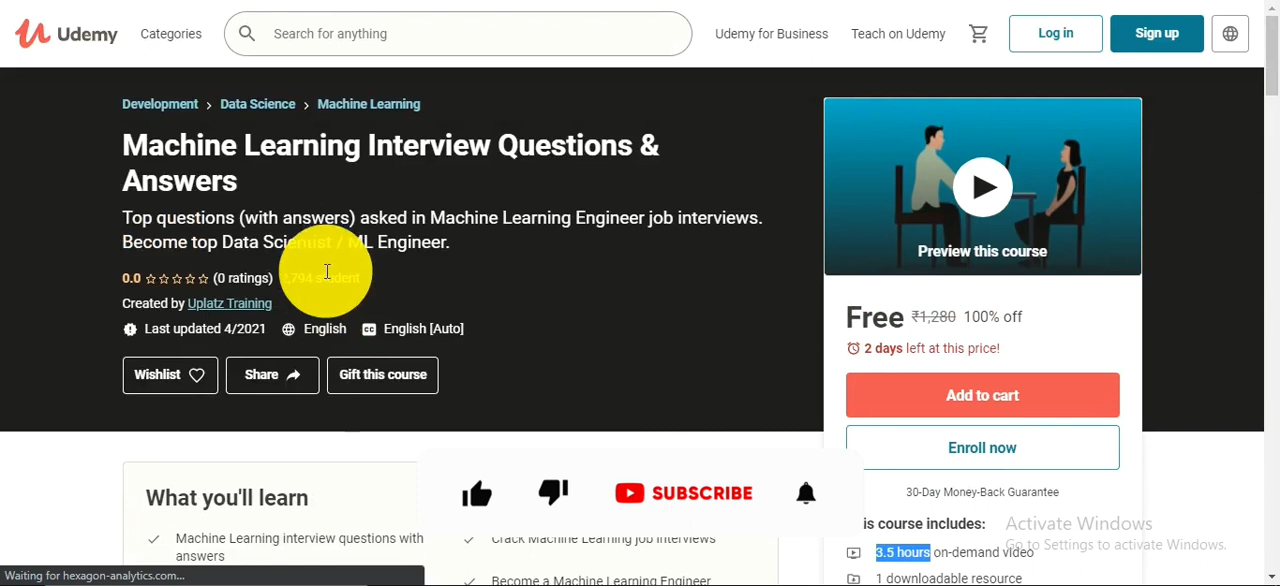 Udemy Categories Search for anything Udemy for Business Teach on Udemy Log in Sign up
Development > Data Science > Machine Learning
Machine Learning Interview Questions &
Answers
Top questions (with answers) asked in Machine Learning Engineer job interviews.
Become top Data Scientist / ML Engineer.
0.0 (0 ratings) 794 student
Created by Uplatz Training
Last updated 4/2021 English CC English [Auto]
Wishlist Share Gift this course
Preview this course
Free ₹1,280 100% off
2 days left at this price!
Add to cart
Enroll now
30-Day Money-Back Guarantee
is course includes:
3.5 hours on-demand video
1 downloadable resource
What you'll learn
Machine Learning interview questions with
answers
Crack Machine Learning job interviews
Become a Machine Learning Engineer
SUBSCRIBE
Activate Windows
Go to Settings to activate Windows.
Waiting for hexagon-analytics.com...